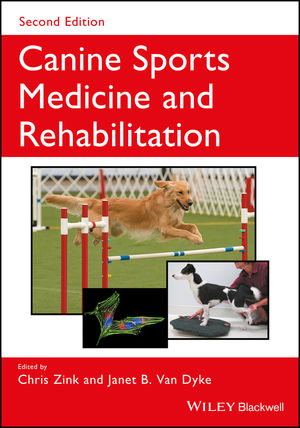 Second Edition
Canine Sports
Medicine and
Rehabilitation
Edited by
Chris Zink and Janet B. Van Dyke
WILEY Blackwell